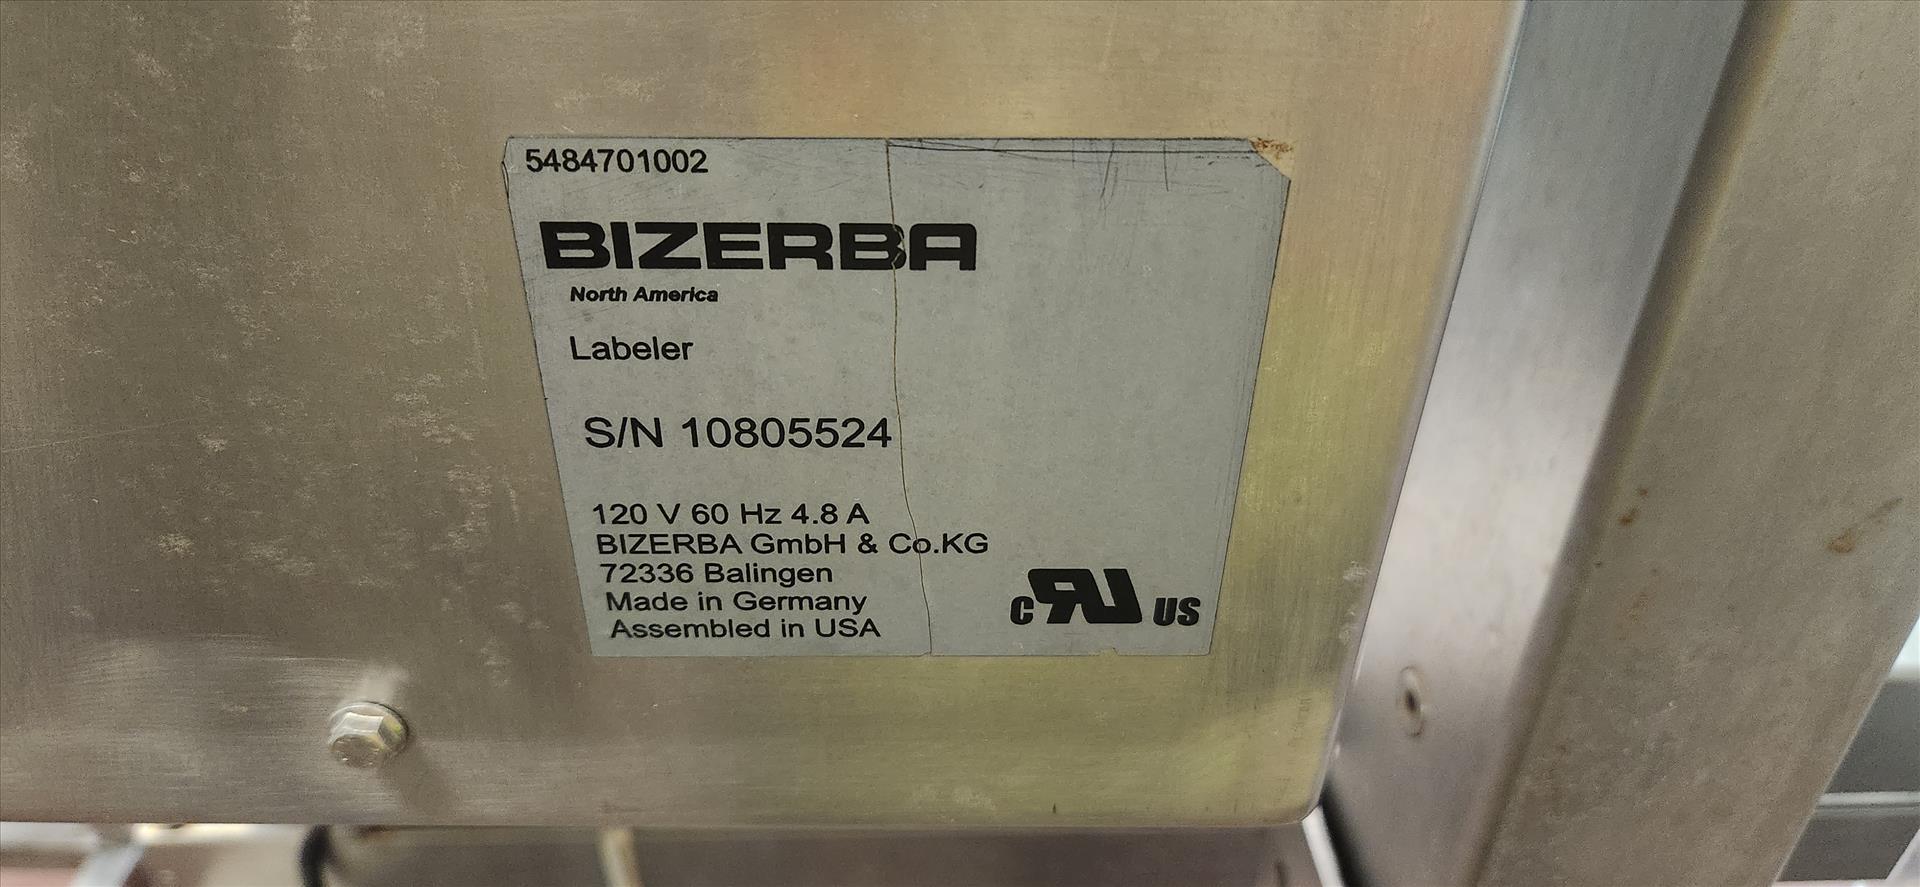 5484701002
BIZERBA
North America
Labeler
S/N 10805524
120 V 60 Hz 4.8 A
BIZERBA GmbH & Co.KG
72336 Balingen
Made in Germany
Assembled in USA
c RU US